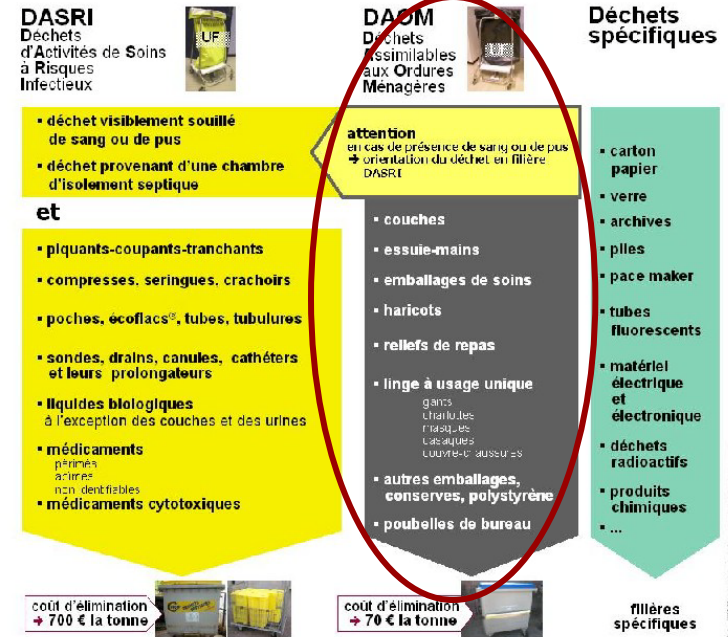 DASRI
Déchets
d'Activités de Soins
à Risques
Infectieux
UF
• déchet visiblement souillé
de sang ou de pus
• déchet provenant d'une chambre
d'isolement septique
et
• piquants-coupants-tranchants
• compresses, seringues, crachoirs
• poches, écoflacs®, tubes, tubulures
• sondes, drains, canules, cathéters
et leurs prolongateurs
• liquides biologiques
à l'exception des couches et des urines
• médicaments
périmés
abîmés
non identifiables
• médicaments cytotoxiques
coût d'élimination
➔ 700 € la tonne
DAOM
Déchets
Assimilables
aux Ordures
Ménagères
UF
attention
en cas de présence de sang ou de pus
➔ orientation du déchet en filière
DASRI
• couches
• essuie-mains
• emballages de soins
• haricots
• reliefs de repas
• linge à usage unique
gants
charlottes
masques
casaques
couvre-chaussures
• autres emballages,
conserves, polystyrène
• poubelles de bureau
coût d'élimination
➔ 70 € la tonne
Déchets
spécifiques
• carton
papier
• verre
• archives
• piles
• pace maker
• tubes
fluorescents
• matériel
électrique
et
électronique
• déchets
radioactifs
• produits
chimiques
• ...
filières
spécifiques